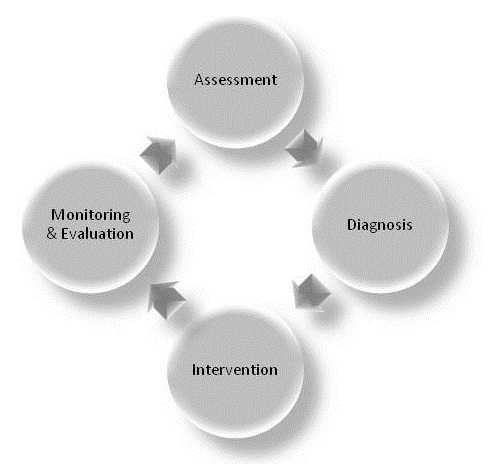 Assessment
Diagnosis
Intervention
Monitoring
& Evaluation